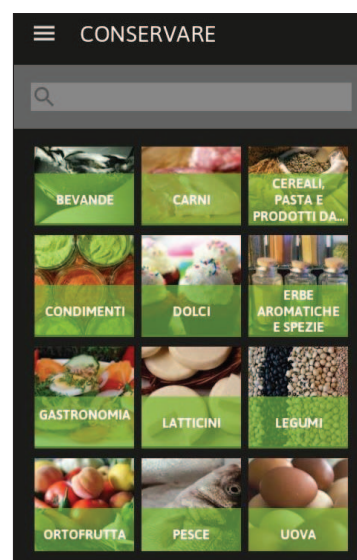 CONSERVARE
BEVANDE
CARNI
CEREALI,
PASTA E
PRODOTTI DA...
CONDIMENTI
DOLCI
ERBE
AROMATICHE
E SPEZIE
GASTRONOMIA
LATTICINI
LEGUMI
ORTOFRUTTA
PESCE
UOVA